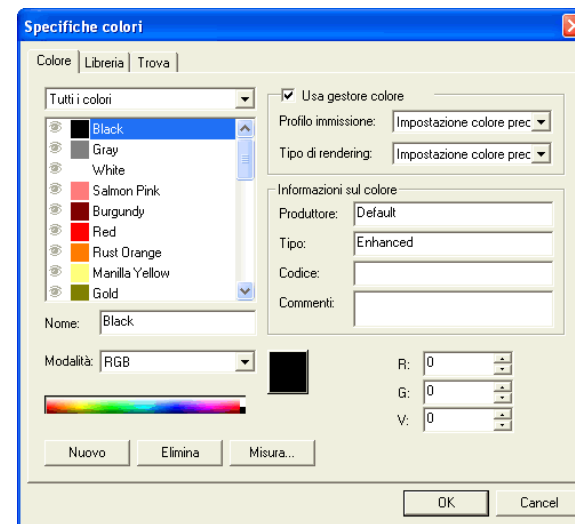 Specifiche colori
Colore Libreria Trova
Tutti i colori
Black
Gray
White
Salmon Pink
Burgundy
Red
Rust Orange
Manilla Yellow
Gold
Nome: Black
Modalità: RGB
Nuovo Elimina Misura...
Usa gestore colore
Profilo immissione: Impostazione colore prec
Tipo di rendering: Impostazione colore prec
Informazioni sul colore
Produttore: Default
Tipo: Enhanced
Codice:
Commenti:
R: 0
G: 0
V: 0
OK Cancel